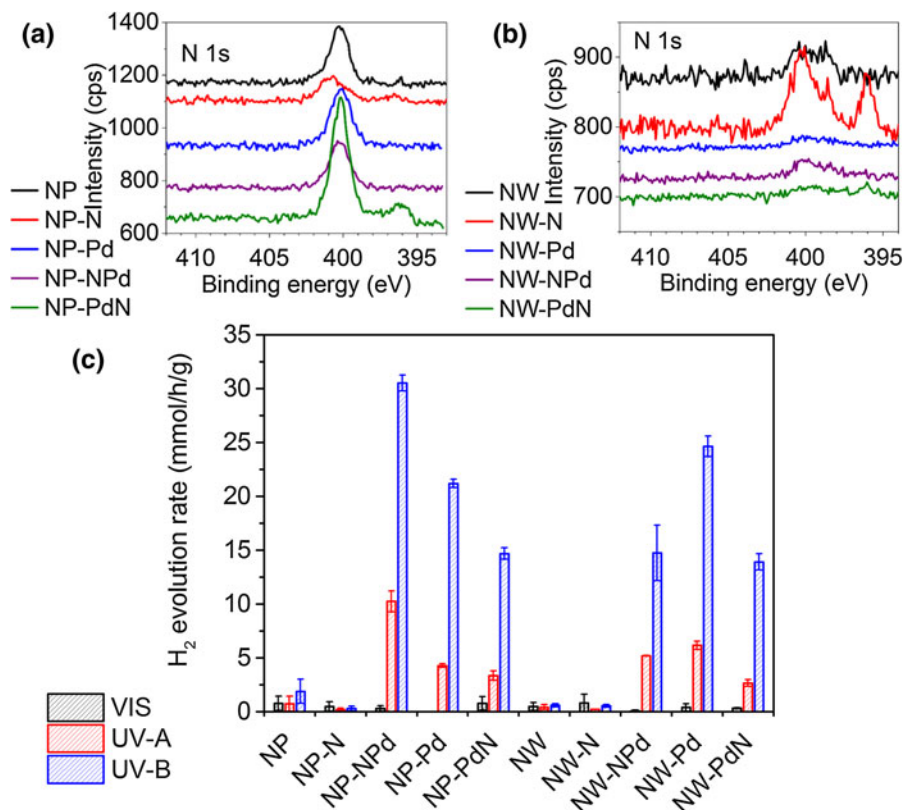 (a)
N 1s
Intensity (cps)
1400
1200
1000
800
600
410
405
400
395
Binding energy (eV)
NP
NP-N
NP-Pd
NP-NPd
NP-PdN
(b)
N 1s
Intensity (cps)
900
800
700
410
405
400
395
Binding energy (eV)
NW
NW-N
NW-Pd
NW-NPd
NW-PdN
(c)
H₂ evolution rate (mmol/h/g)
35
30
25
20
15
10
5
0
NP
NP-N
NP-NPd
NP-Pd
NP-PdN
NW
NW-N
NW-NPd
NW-Pd
NW-PdN
VIS
UV-A
UV-B